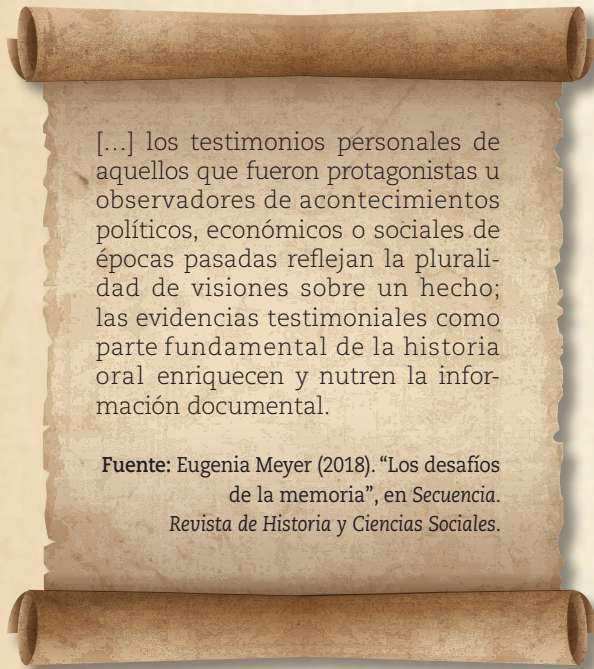 […] los testimonios personales de
aquellos que fueron protagonistas u
observadores de acontecimientos
políticos, económicos o sociales de
épocas pasadas reflejan la plurali-
dad de visiones sobre un hecho;
las evidencias testimoniales como
parte fundamental de la historia
oral enriquecen y nutren la infor-
mación documental.
Fuente: Eugenia Meyer (2018). “Los desafíos
de la memoria”, en Secuencia.
Revista de Historia y Ciencias Sociales.